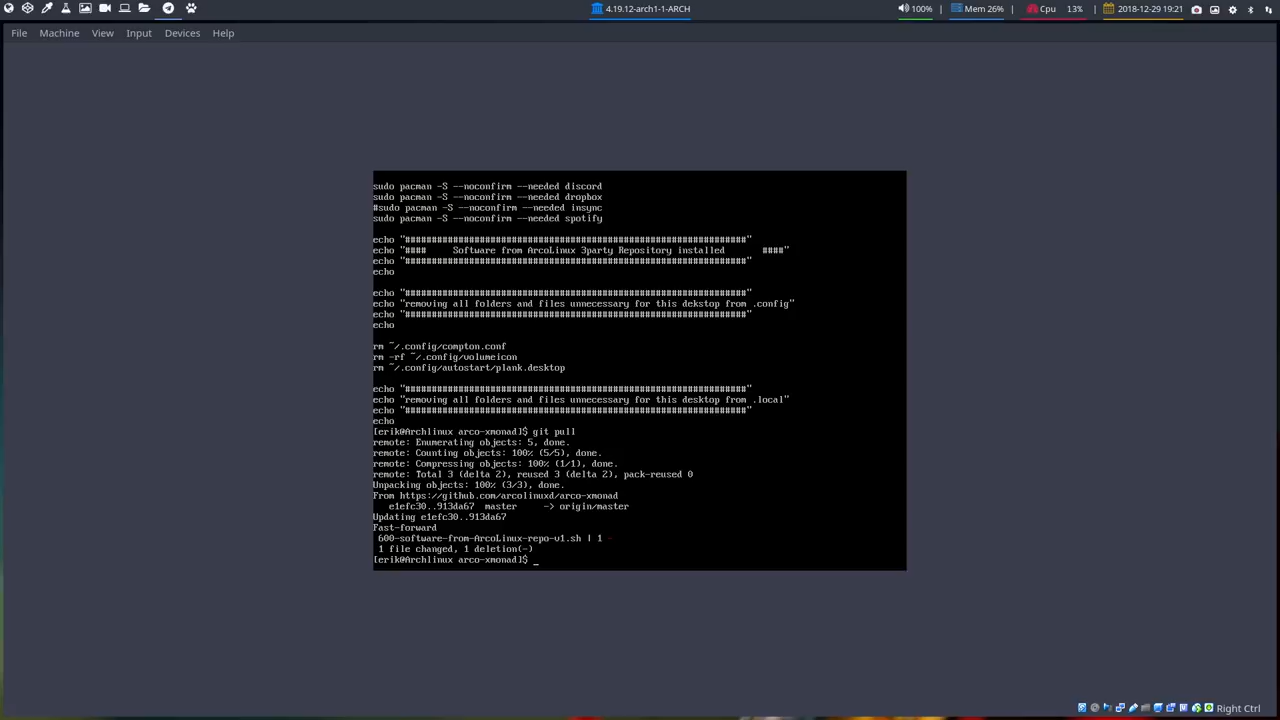 4.19.12-arch1-1-ARCH
100% | Mem 26% | Cpu 13% | 2018-12-29 19:21
File Machine View Input Devices Help
sudo pacman -S --noconfirm --needed discord
sudo pacman -S --noconfirm --needed dropbox
#sudo pacman -S --noconfirm --needed insync
sudo pacman -S --noconfirm --needed spotify
echo "################################################################"
echo "####     Software from ArcoLinux 3party Repository installed       ####"
echo "################################################################"
echo
echo "################################################################"
echo "removing all folders and files unnecessary for this dekstop from .config"
echo "################################################################"
echo
rm ~/.config/compton.conf
rm -rf ~/.config/volumeicon
rm ~/.config/autostart/plank.desktop
echo "################################################################"
echo "removing all folders and files unnecessary for this desktop from .local"
echo "################################################################"
echo
[erik@Archlinux arco-xmonad]$ git pull
remote: Enumerating objects: 5, done.
remote: Counting objects: 100% (5/5), done.
remote: Compressing objects: 100% (1/1), done.
remote: Total 3 (delta 2), reused 3 (delta 2), pack-reused 0
Unpacking objects: 100% (3/3), done.
From https://github.com/arcolinuxd/arco-xmonad
   e1efc30..913da67  master     -> origin/master
Updating e1efc30..913da67
Fast-forward
 600-software-from-ArcoLinux-repo-v1.sh | 1 -
 1 file changed, 1 deletion(-)
[erik@Archlinux arco-xmonad]$ _
Right Ctrl